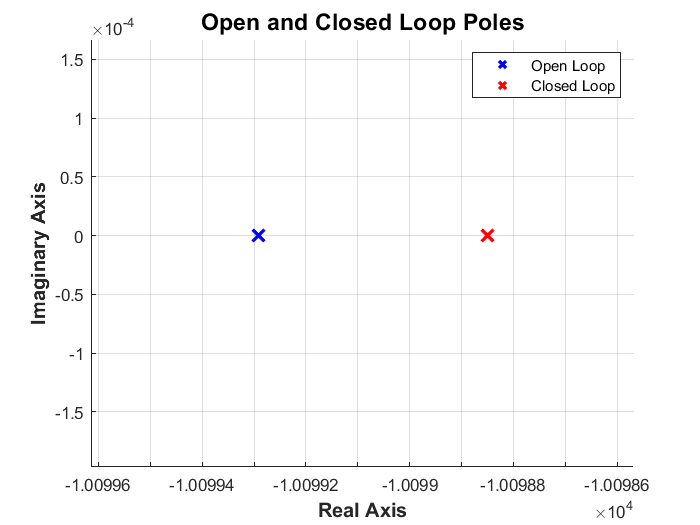 Open and Closed Loop Poles
×10⁻⁴
1.5
1
0.5
0
-0.5
-1
-1.5
Imaginary Axis
Open Loop
Closed Loop
-1.00996 -1.00994 -1.00992 -1.0099 -1.00988 -1.00986
Real Axis
×10⁴